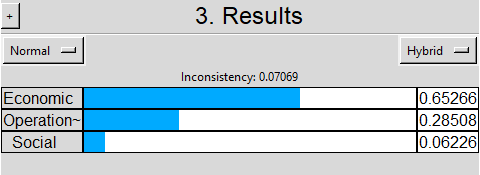 +
3. Results
Normal
Hybrid
Inconsistency: 0.07069
Economic 0.65266
Operation~ 0.28508
Social 0.06226